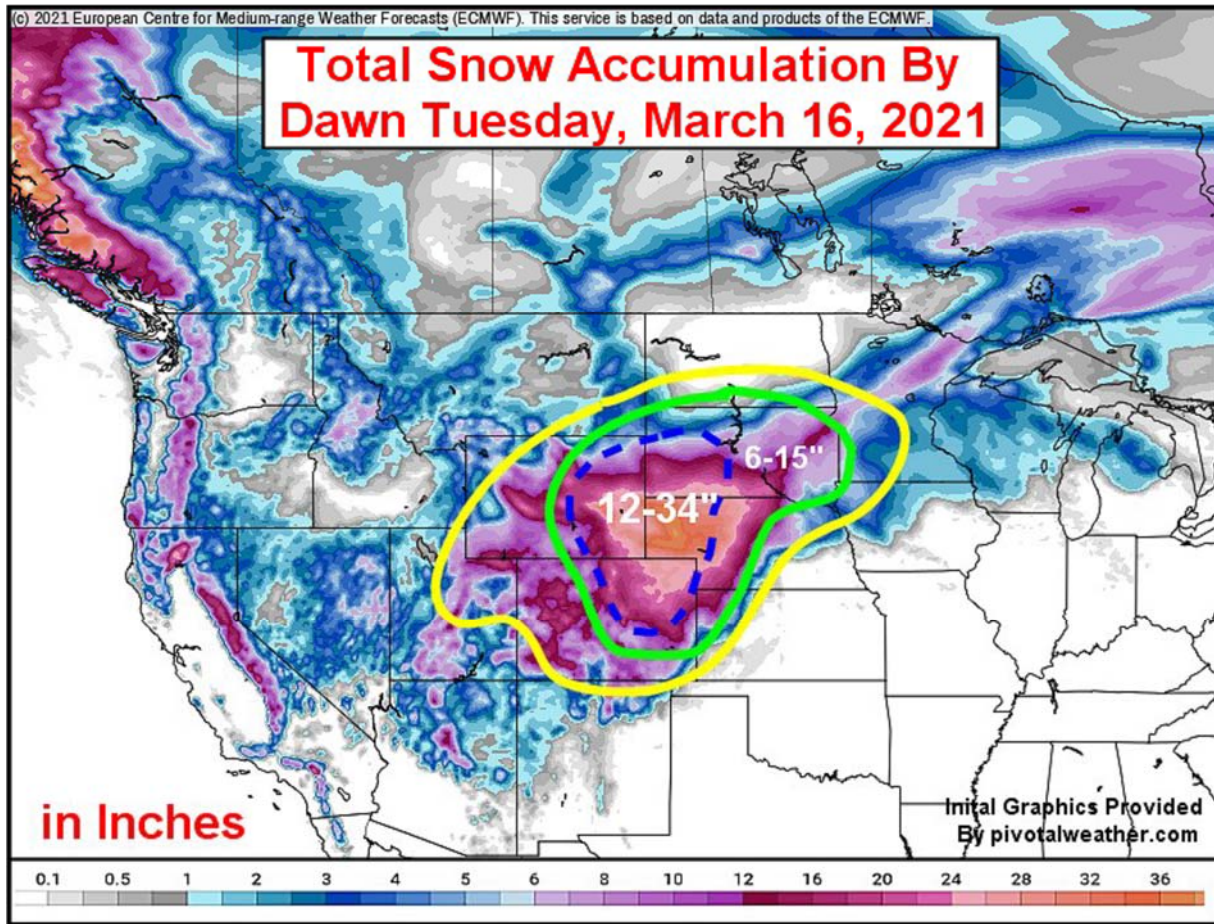 (c) 2021 European Centre for Medium-range Weather Forecasts (ECMWF). This service is based on data and products of the ECMWF.
Total Snow Accumulation By
Dawn Tuesday, March 16, 2021
6-15"
12-34"
in Inches
Inital Graphics Provided
By pivotalweather.com
0.1 0.5 1 2 3 4 5 6 8 10 12 16 20 24 28 32 36